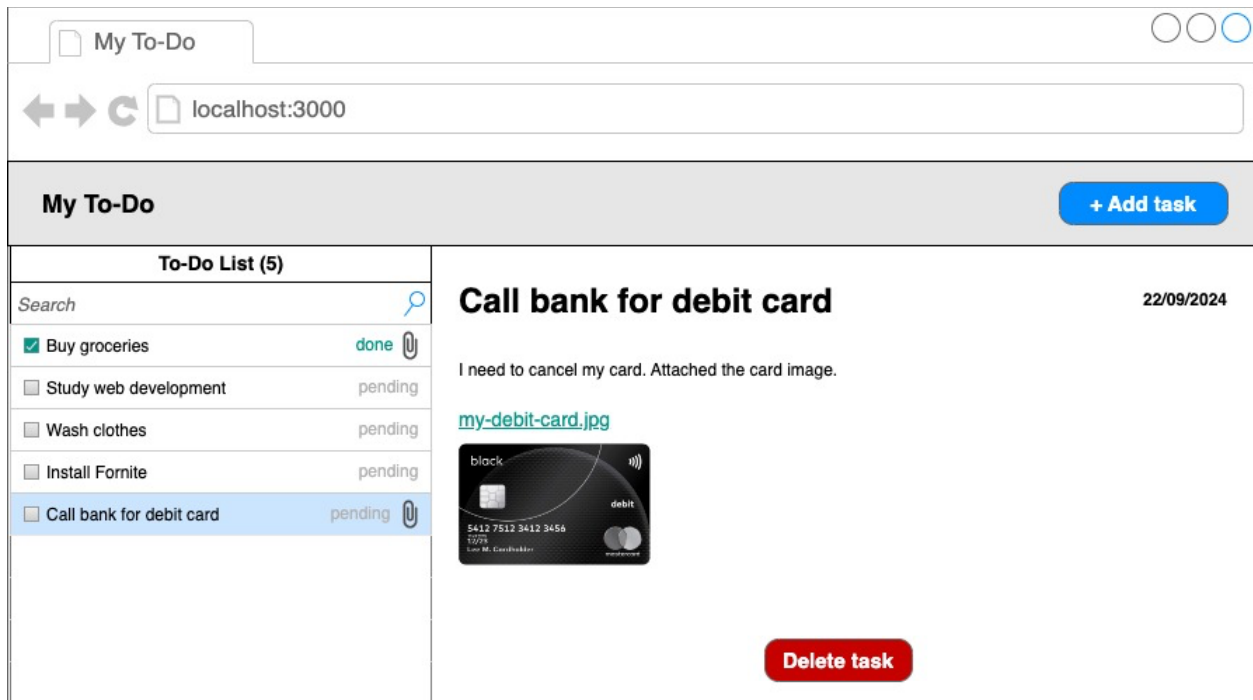 My To-Do
localhost:3000
My To-Do
+ Add task
To-Do List (5)
Search
Buy groceries done
Study web development pending
Wash clothes pending
Install Fornite pending
Call bank for debit card pending
Call bank for debit card 22/09/2024
I need to cancel my card. Attached the card image.
my-debit-card.jpg
black
debit
5412 7512 3412 3456
12/23
Lee M. Cardholder
mastercard
Delete task